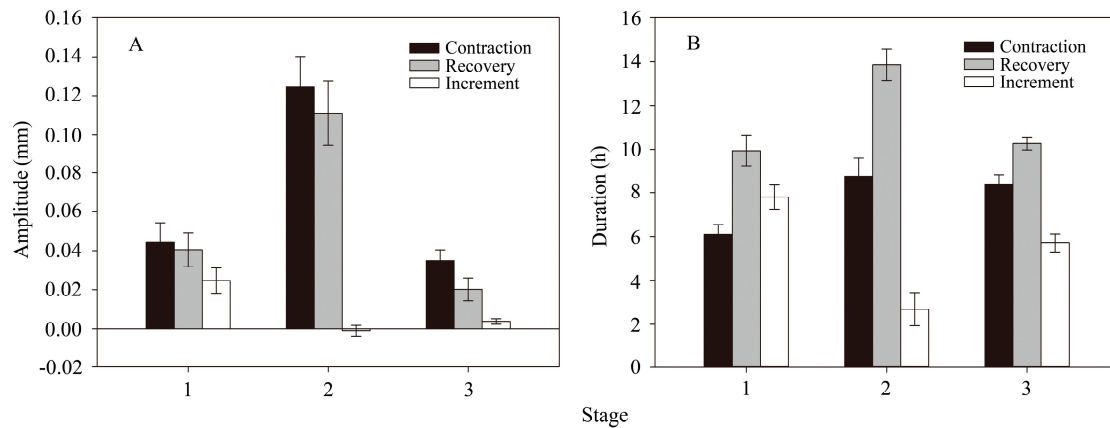 A
Contraction
Recovery
Increment
0.16
0.14
0.12
0.10
0.08
0.06
0.04
0.02
0.00
-0.02
Amplitude (mm)
1 2 3
B
Contraction
Recovery
Increment
16
14
12
10
8
6
4
2
0
Duration (h)
1 2 3
Stage